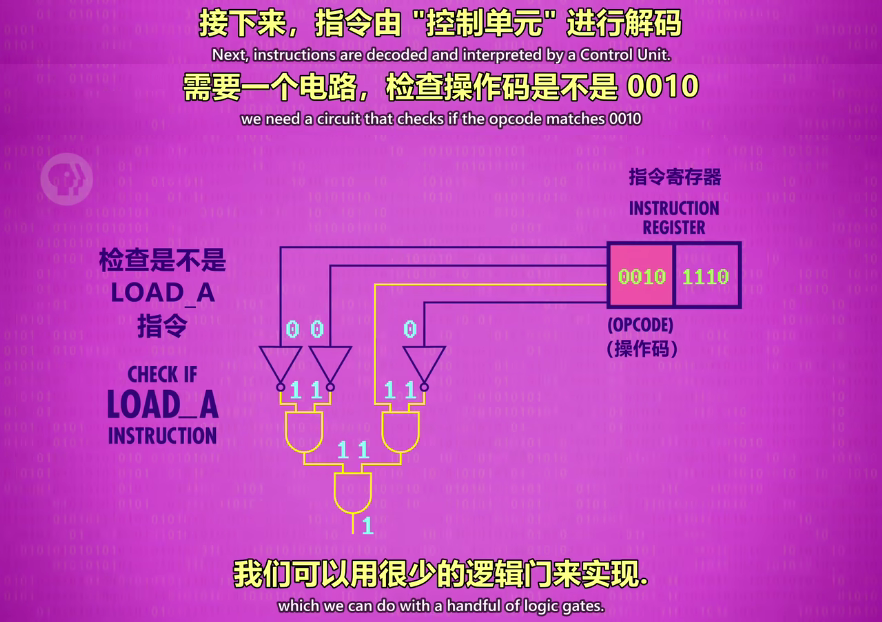 接下来，指令由 "控制单元" 进行解码
Next, instructions are decoded and interpreted by a Control Unit.
需要一个电路，检查操作码是不是 0010
we need a circuit that checks if the opcode matches 0010
指令寄存器
INSTRUCTION
REGISTER
0010 1110
(OPCODE)
(操作码)
检查是不是
LOAD_A
指令
CHECK IF
LOAD_A
INSTRUCTION
0 0 0
1 1 1 1
1 1
1
我们可以用很少的逻辑门来实现.
which we can do with a handful of logic gates.